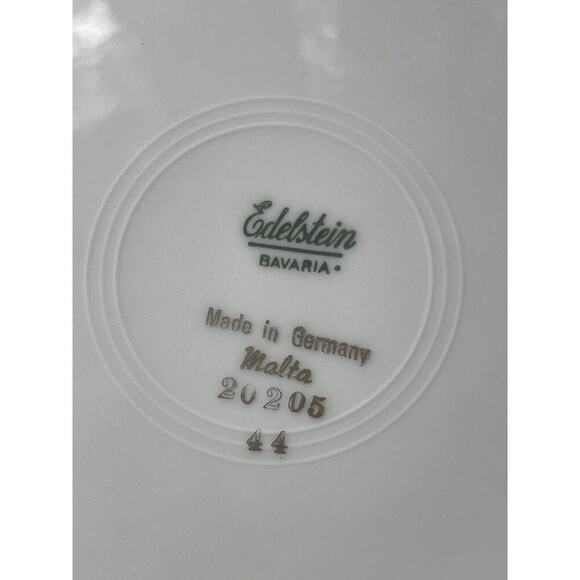 Edelstein
BAVARIA.
Made in Germany
Malta
20205
44